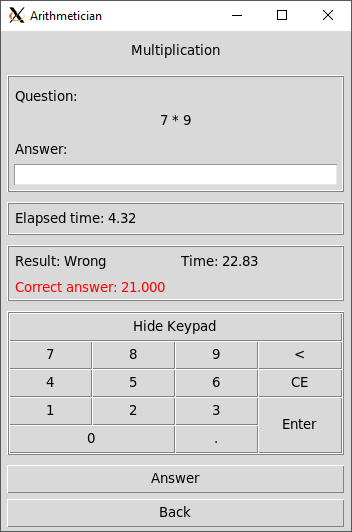 Arithmetician
Multiplication
Question:
7 * 9
Answer:
Elapsed time: 4.32
Result: Wrong Time: 22.83
Correct answer: 21.000
Hide Keypad
7 8 9 <
4 5 6 CE
1 2 3
Enter
0 .
Answer
Back